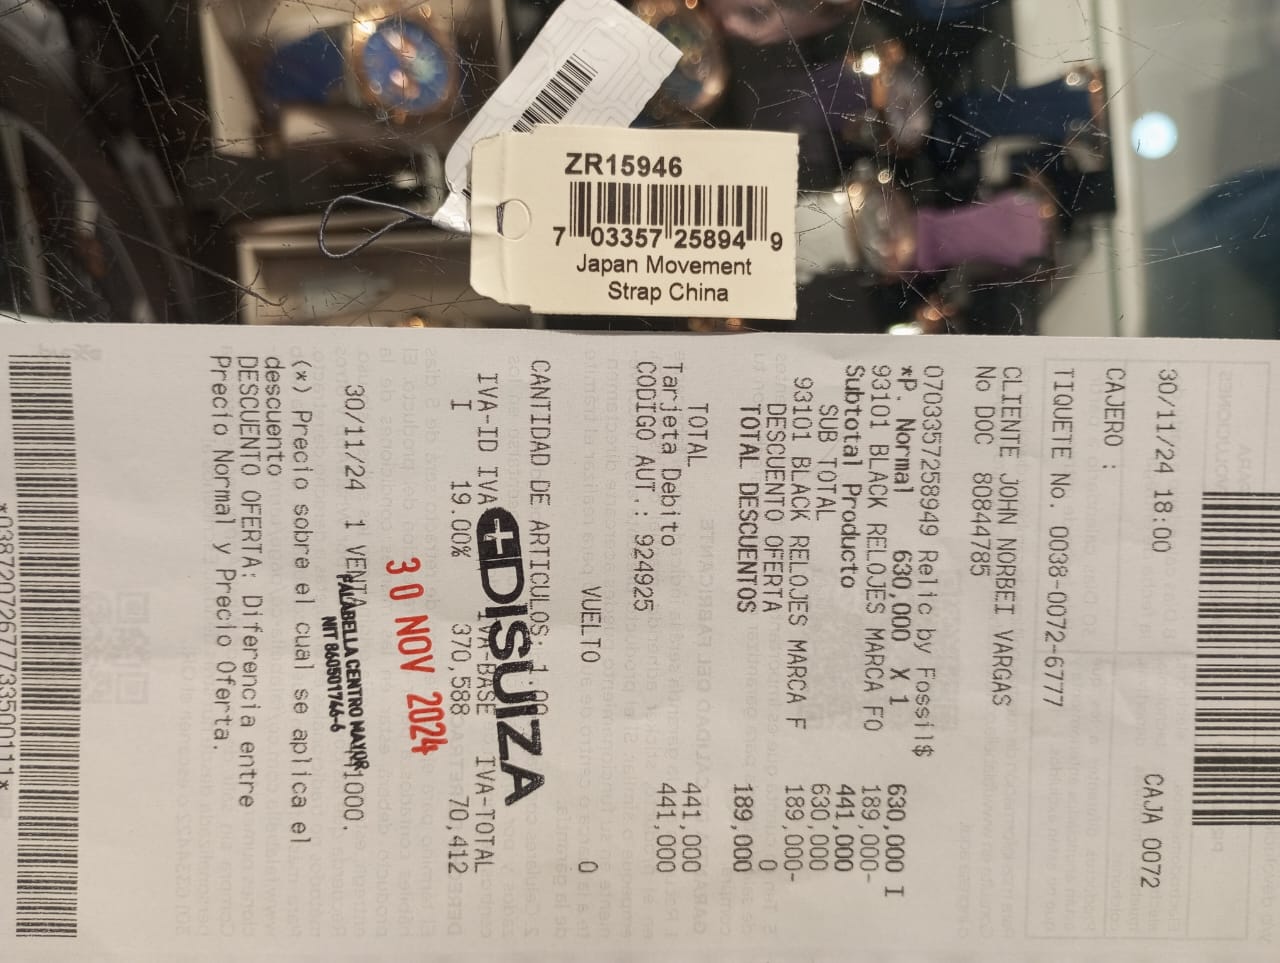 ZR15946
7 03357 25894 9
Japan Movement
Strap China
30/11/24 18:00 CAJA 0072
CAJERO :
TIQUETE No. 0038-0072-6777
CLIENTE JOHN NORBEI VARGAS
No DOC 80844785
0703357258949 Relic by Fossil$
*P. Normal 630,000 X 1 630,000 I
93101 BLACK RELOJES MARCA FO 189,000-
Subtotal Producto 441,000
SUB TOTAL 630,000
93101 BLACK RELOJES MARCA F 189,000-
DESCUENTO OFERTA 0
TOTAL DESCUENTOS 189,000
TOTAL 441,000
Tarjeta Debito 441,000
CODIGO AUT.: 924925
VUELTO 0
CANTIDAD DE ARTICULOS: 1.00
IVA-ID IVA IVA-BASE IVA-TOTAL
I 19.00% 370,588 70,412
DISUIZA
30 NOV 2024
30/11/24 1 VENTA 1000.
FALABELLA CENTRO MAYOR
NIT 860501746-6
(*) Precio sobre el cual se aplica el
descuento
DESCUENTO OFERTA: Diferencia entre
Precio Normal y Precio Oferta.